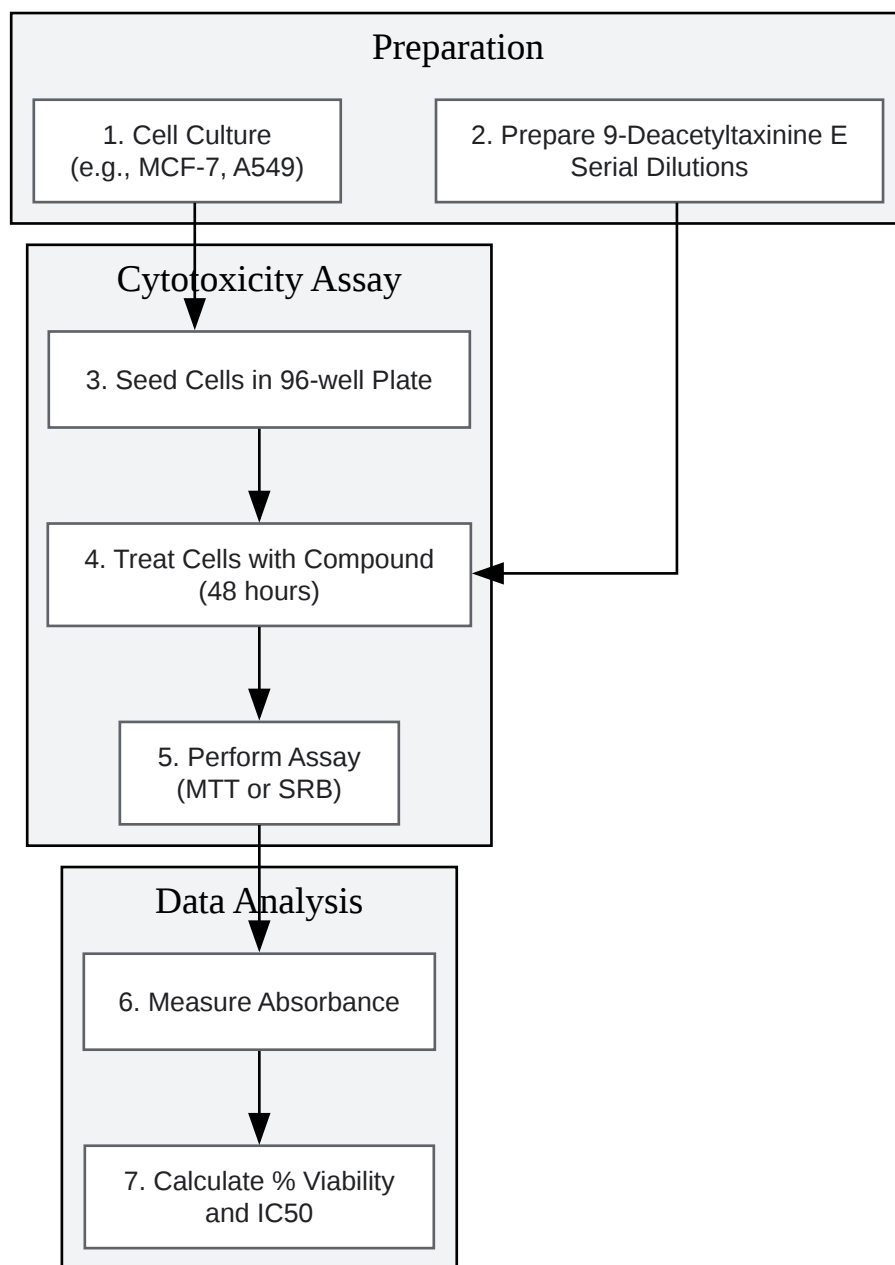 Preparation
1. Cell Culture
(e.g., MCF-7, A549)
2. Prepare 9-Deacetyltaxinine E
Serial Dilutions
Cytotoxicity Assay
3. Seed Cells in 96-well Plate
4. Treat Cells with Compound
(48 hours)
5. Perform Assay
(MTT or SRB)
Data Analysis
6. Measure Absorbance
7. Calculate % Viability
and IC50